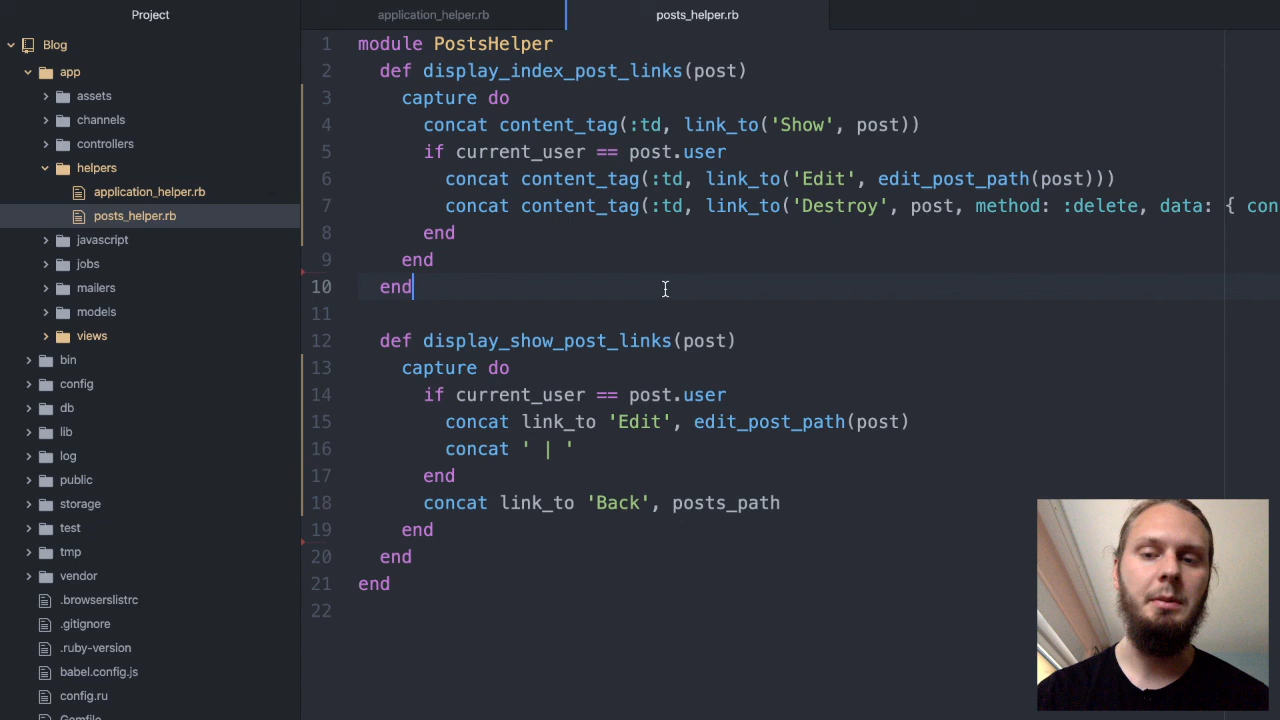 Project
Blog
app
assets
channels
controllers
helpers
application_helper.rb
posts_helper.rb
javascript
jobs
mailers
models
views
bin
config
db
lib
log
public
storage
test
tmp
vendor
.browserslistrc
.gitignore
.ruby-version
babel.config.js
config.ru
application_helper.rb
posts_helper.rb
1 module PostsHelper
2 def display_index_post_links(post)
3 capture do
4 concat content_tag(:td, link_to('Show', post))
5 if current_user == post.user
6 concat content_tag(:td, link_to('Edit', edit_post_path(post)))
7 concat content_tag(:td, link_to('Destroy', post, method: :delete, data: { con
8 end
9 end
10 end
11
12 def display_show_post_links(post)
13 capture do
14 if current_user == post.user
15 concat link_to 'Edit', edit_post_path(post)
16 concat ' | '
17 end
18 concat link_to 'Back', posts_path
19 end
20 end
21 end
22